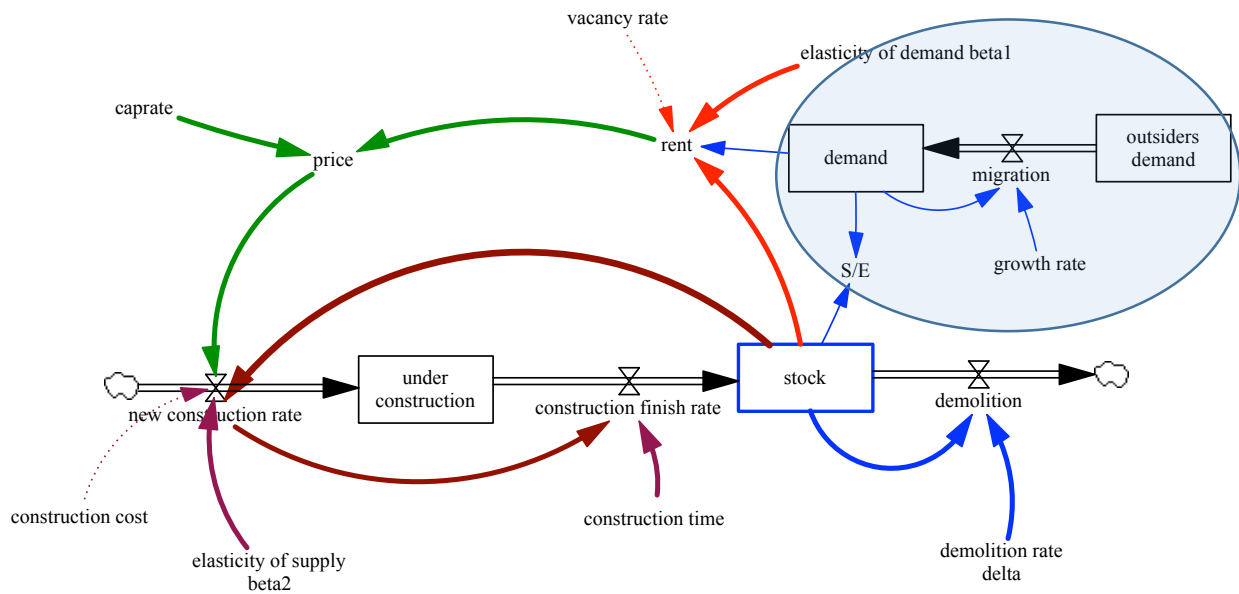 vacancy rate
elasticity of demand beta1
caprate
price
rent
demand
outsiders
demand
migration
S/E
growth rate
under
construction
stock
new construction rate
construction finish rate
demolition
construction cost
construction time
elasticity of supply
beta2
demolition rate
delta